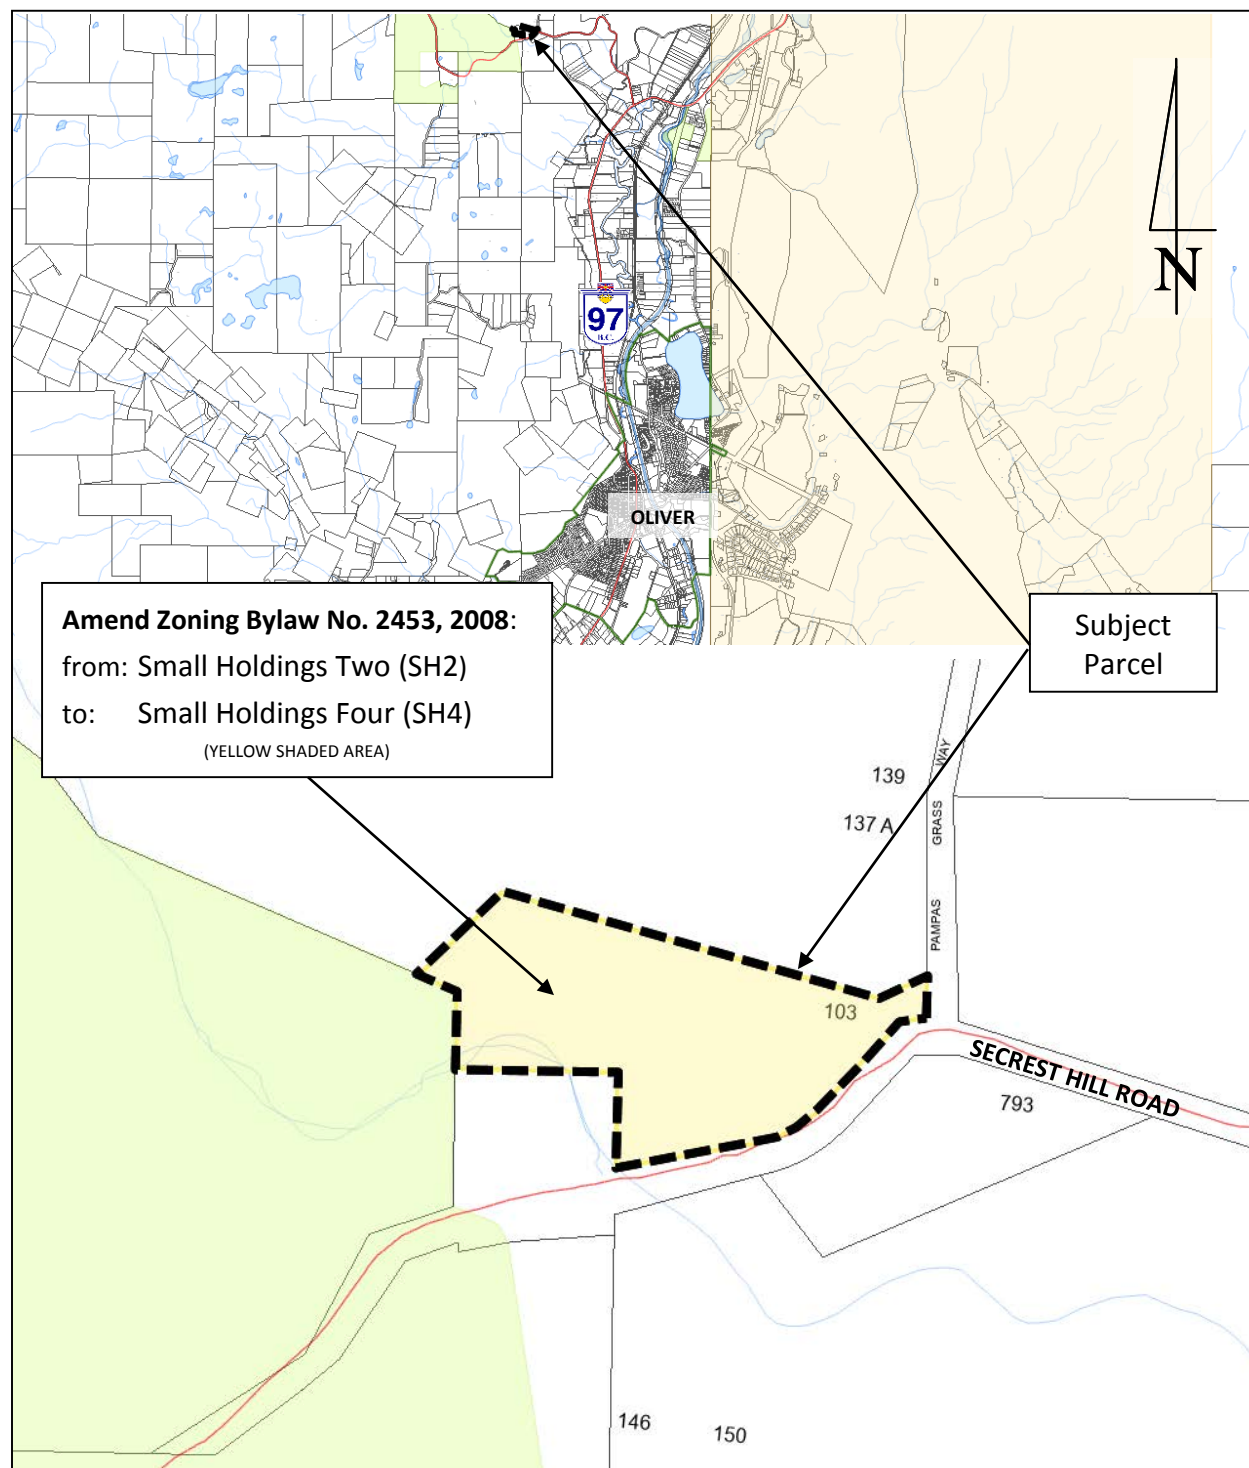 N
97
B.C.
OLIVER
Amend Zoning Bylaw No. 2453, 2008:
from: Small Holdings Two (SH2)
to: Small Holdings Four (SH4)
(YELLOW SHADED AREA)
Subject
Parcel
139
137 A
PAMPAS GRASS WAY
103
SECREST HILL ROAD
793
146
150